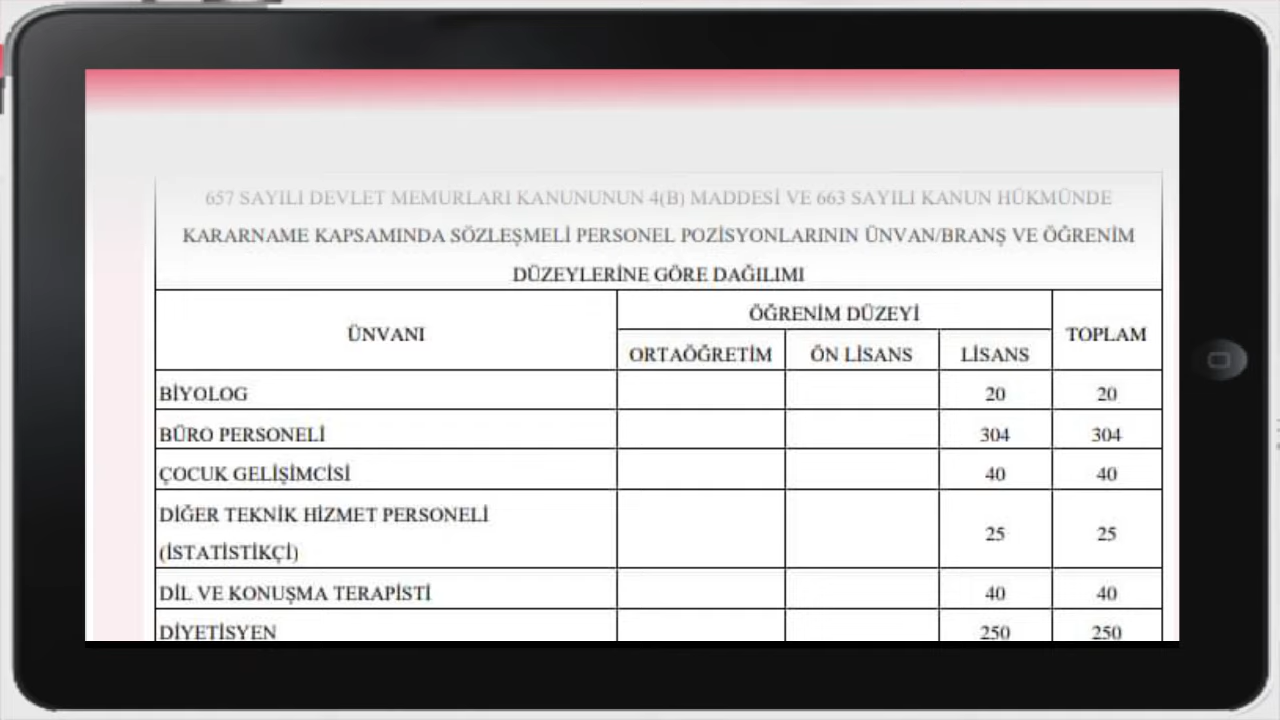 657 SAYILI DEVLET MEMURLARI KANUNUNUN 4(B) MADDESİ VE 663 SAYILI KANUN HÜKMÜNDE
KARARNAME KAPSAMINDA SÖZLEŞMELİ PERSONEL POZİSYONLARININ ÜNVAN/BRANŞ VE ÖĞRENİM
DÜZEYLERİNE GÖRE DAĞILIMI
ÜNVANI ÖĞRENİM DÜZEYİ TOPLAM
ORTAÖĞRETİM ÖN LİSANS LİSANS
BİYOLOG 20 20
BÜRO PERSONELİ 304 304
ÇOCUK GELİŞİMCİSİ 40 40
DİĞER TEKNİK HİZMET PERSONELİ
(İSTATİSTİKÇİ) 25 25
DİL VE KONUŞMA TERAPİSTİ 40 40
DİYETİSYEN 250 250